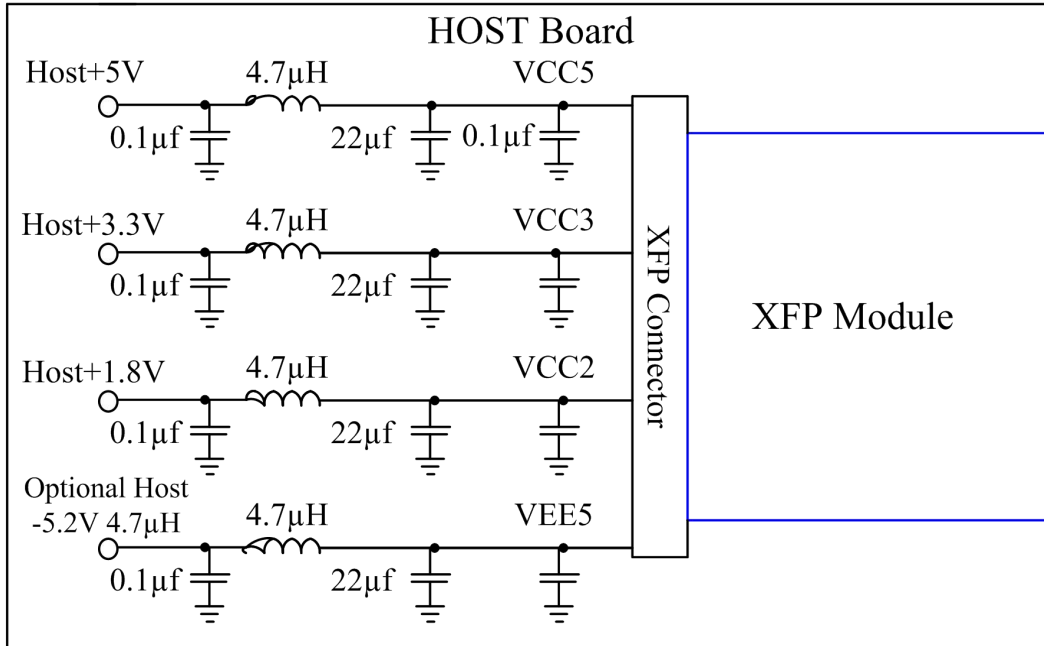 HOST Board
Host+5V 4.7µH VCC5
0.1µf 22µf 0.1µf
Host+3.3V 4.7µH VCC3
0.1µf 22µf
XFP Connector
XFP Module
Host+1.8V 4.7µH VCC2
0.1µf 22µf
Optional Host
-5.2V 4.7µH 4.7µH VEE5
0.1µf 22µf